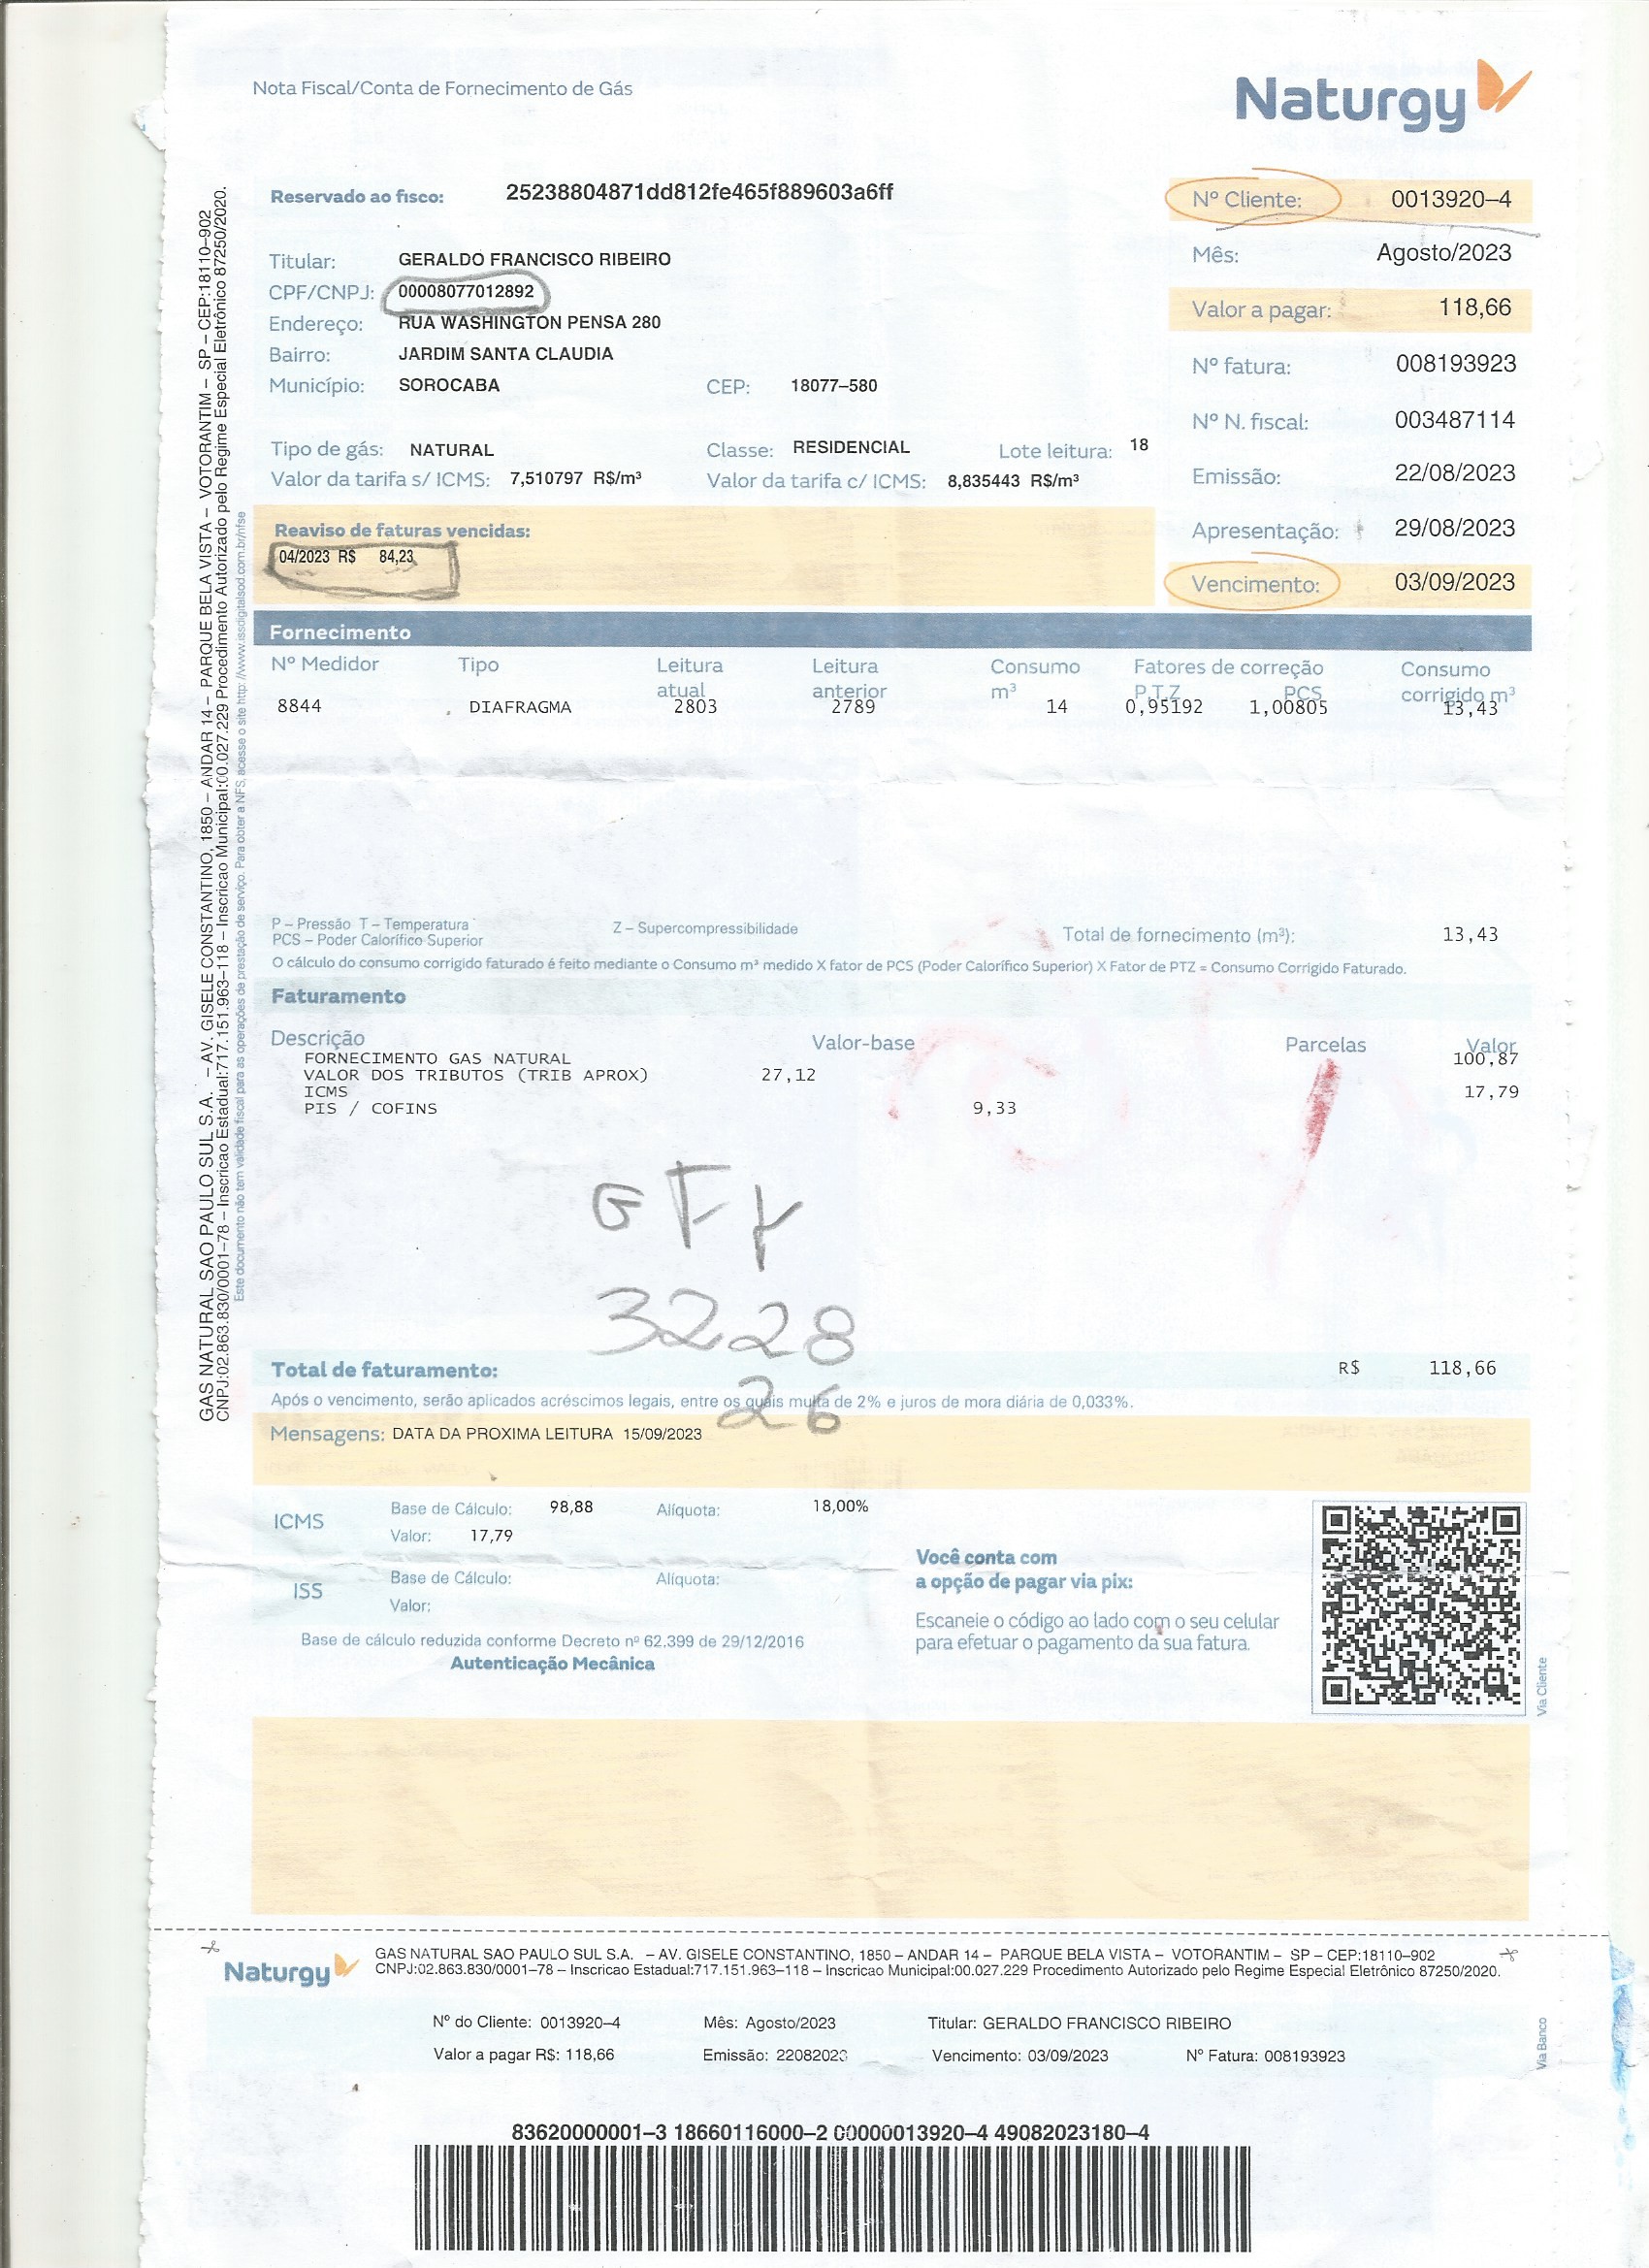 Nota Fiscal/Conta de Fornecimento de Gás
Naturgy
Reservado ao fisco: 25238804871dd812fe465f889603a6ff
Nº Cliente: 0013920–4
Mês: Agosto/2023
Valor a pagar: 118,66
Nº fatura: 008193923
Nº N. fiscal: 003487114
Emissão: 22/08/2023
Apresentação: 29/08/2023
Vencimento: 03/09/2023
Titular: GERALDO FRANCISCO RIBEIRO
CPF/CNPJ: 00008077012892
Endereço: RUA WASHINGTON PENSA 280
Bairro: JARDIM SANTA CLAUDIA
Município: SOROCABA CEP: 18077–580
Tipo de gás: NATURAL Classe: RESIDENCIAL Lote leitura: 18
Valor da tarifa s/ ICMS: 7,510797 R$/m³ Valor da tarifa c/ ICMS: 8,835443 R$/m³
Reaviso de faturas vencidas:
04/2023 R$ 84,23
GAS NATURAL SAO PAULO SUL S.A. – AV. GISELE CONSTANTINO, 1850 – ANDAR 14 – PARQUE BELA VISTA – VOTORANTIM – SP – CEP:18110–902
CNPJ:02.863.830/0001–78 – Inscricao Estadual:717.151.963–118 – Inscricao Municipal:00.027.229 Procedimento Autorizado pelo Regime Especial Eletrônico 87250/2020.
Este documento não tem validade fiscal para as operações de prestação de serviço. Para obter a NFS, acesse o site http://www.issdigitalsod.com.br/nfse
Fornecimento
Nº Medidor Tipo Leitura atual Leitura anterior Consumo m³ Fatores de correção P.T.Z PCS Consumo corrigido m³
8844 DIAFRAGMA 2803 2789 14 0,95192 1,00805 13,43
P – Pressão T – Temperatura Z – Supercompressibilidade
PCS – Poder Calorífico Superior
Total de fornecimento (m³): 13,43
O cálculo do consumo corrigido faturado é feito mediante o Consumo m³ medido X fator de PCS (Poder Calorífico Superior) X Fator de PTZ = Consumo Corrigido Faturado.
Faturamento
Descrição Valor-base Parcelas Valor
FORNECIMENTO GAS NATURAL 100,87
VALOR DOS TRIBUTOS (TRIB APROX) 27,12
ICMS 17,79
PIS / COFINS 9,33
3228
26
Total de faturamento: R$ 118,66
Após o vencimento, serão aplicados acréscimos legais, entre os quais multa de 2% e juros de mora diária de 0,033%.
Mensagens: DATA DA PROXIMA LEITURA 15/09/2023
ICMS Base de Cálculo: 98,88 Alíquota: 18,00%
Valor: 17,79
ISS Base de Cálculo: Alíquota:
Valor:
Base de cálculo reduzida conforme Decreto nº 62.399 de 29/12/2016
Autenticação Mecânica
Você conta com
a opção de pagar via pix:
Escaneie o código ao lado com o seu celular
para efetuar o pagamento da sua fatura.
Via Cliente
Naturgy
GAS NATURAL SAO PAULO SUL S.A. – AV. GISELE CONSTANTINO, 1850 – ANDAR 14 – PARQUE BELA VISTA – VOTORANTIM – SP – CEP:18110–902
CNPJ:02.863.830/0001–78 – Inscricao Estadual:717.151.963–118 – Inscricao Municipal:00.027.229 Procedimento Autorizado pelo Regime Especial Eletrônico 87250/2020.
Nº do Cliente: 0013920–4 Mês: Agosto/2023 Titular: GERALDO FRANCISCO RIBEIRO
Valor a pagar R$: 118,66 Emissão: 22082023 Vencimento: 03/09/2023 Nº Fatura: 008193923
Via Banco
83620000001–3 18660116000–2 00000013920–4 49082023180–4